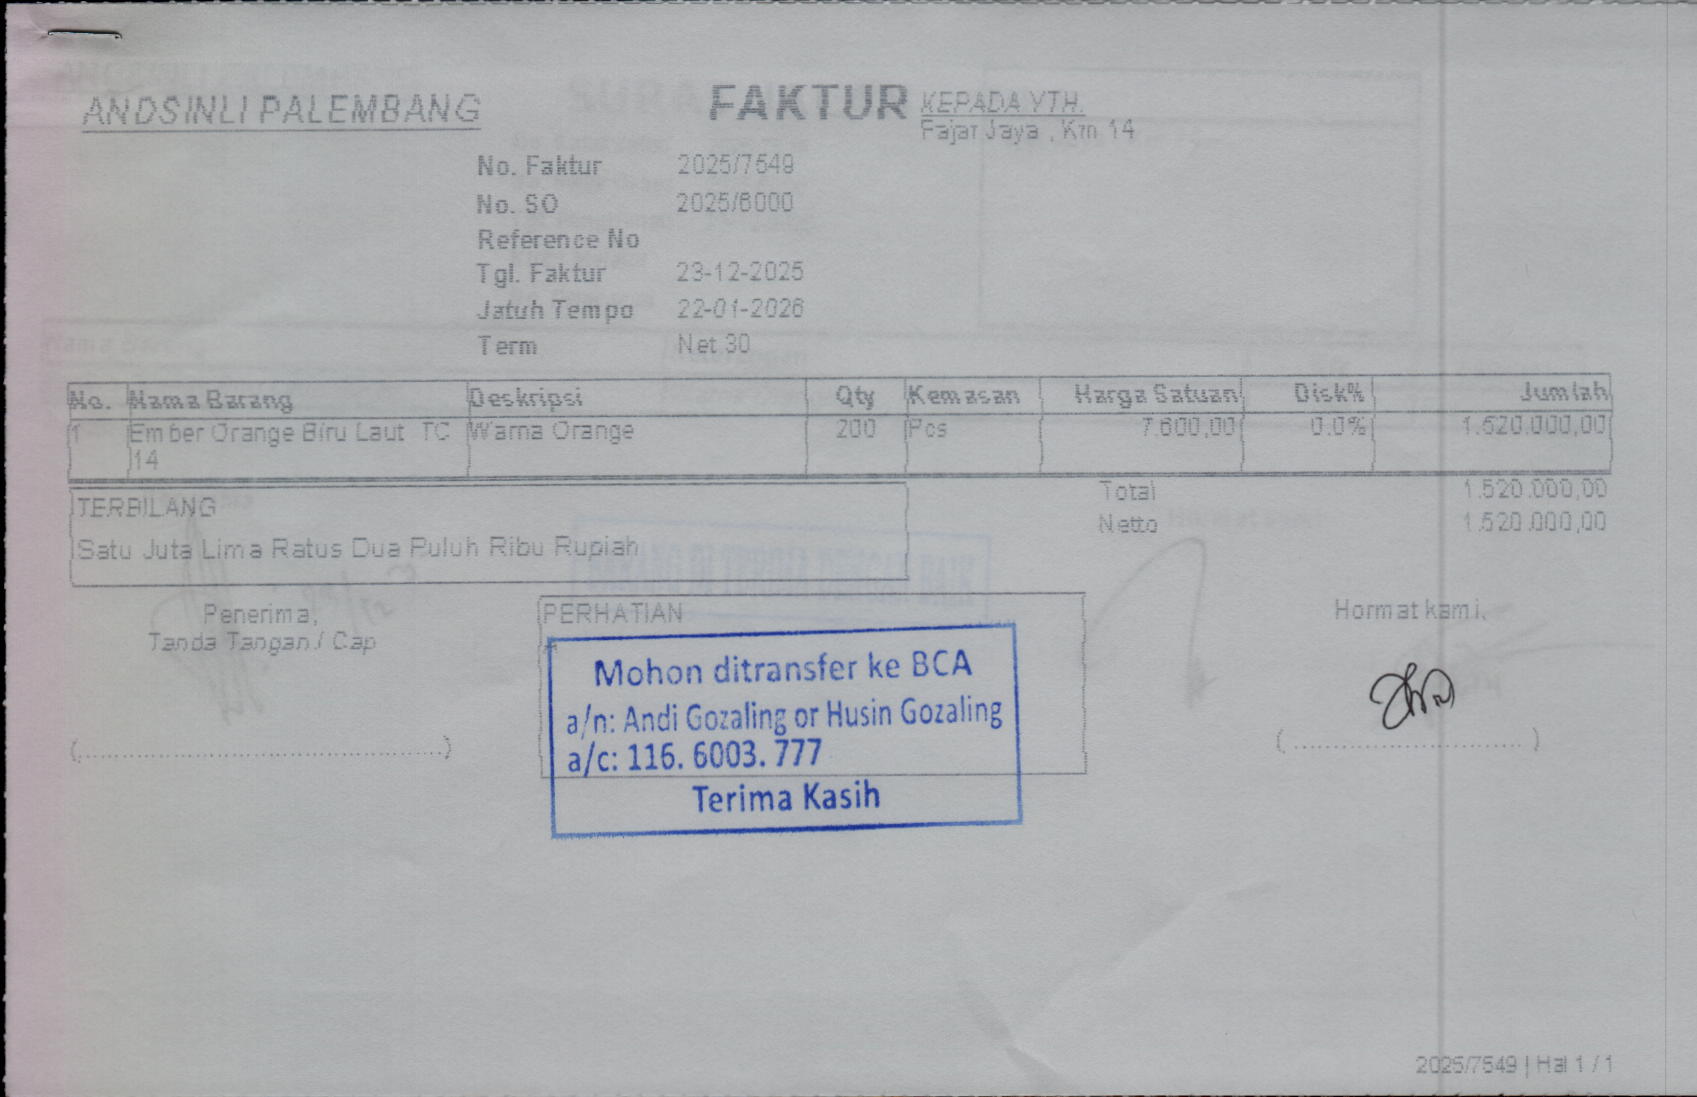 ANDSINLI PALEMBANG
FAKTUR
KEPADA YTH.
Fajar Jaya , Km 14
No. Faktur 2025/7549
No. SO 2025/6000
Reference No
Tgl. Faktur 23-12-2025
Jatuh Tempo 22-01-2026
Term Net 30
No. Nama Barang Deskripsi Qty Kemasan Harga Satuan Disk% Jumlah
1 Ember Orange Biru Laut TC Warna Orange 200 Pcs 7.600,00 0.0% 1.520.000,00
14
Total 1.520.000,00
TERBILANG
Netto 1.520.000,00
Satu Juta Lima Ratus Dua Puluh Ribu Rupiah
Penerima,
Tanda Tangan / Cap
PERHATIAN
Hormat kami,
Mohon ditransfer ke BCA
a/n: Andi Gozaling or Husin Gozaling
a/c: 116. 6003. 777
Terima Kasih
(.................................................)
( ............................... )
2025/7549 | Hal 1 / 1